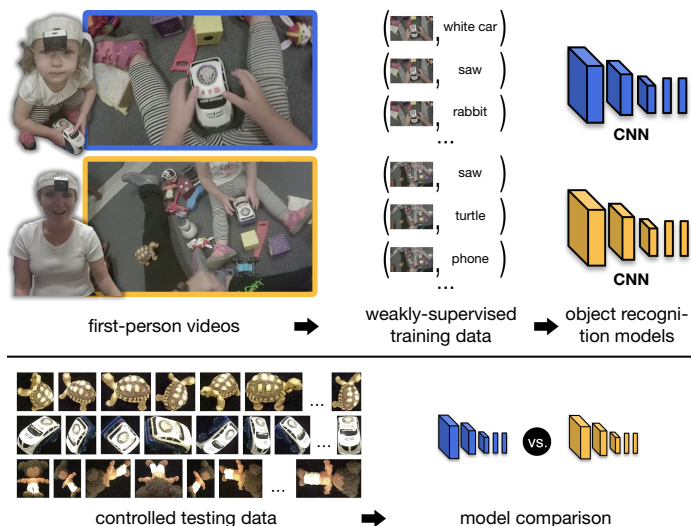 ( , white car )
( , saw )
( , rabbit )
...
CNN
( , saw )
( , turtle )
( , phone )
...
CNN
first-person videos
weakly-supervised
training data
object recogni-
tion models
...
...
...
vs.
controlled testing data
model comparison